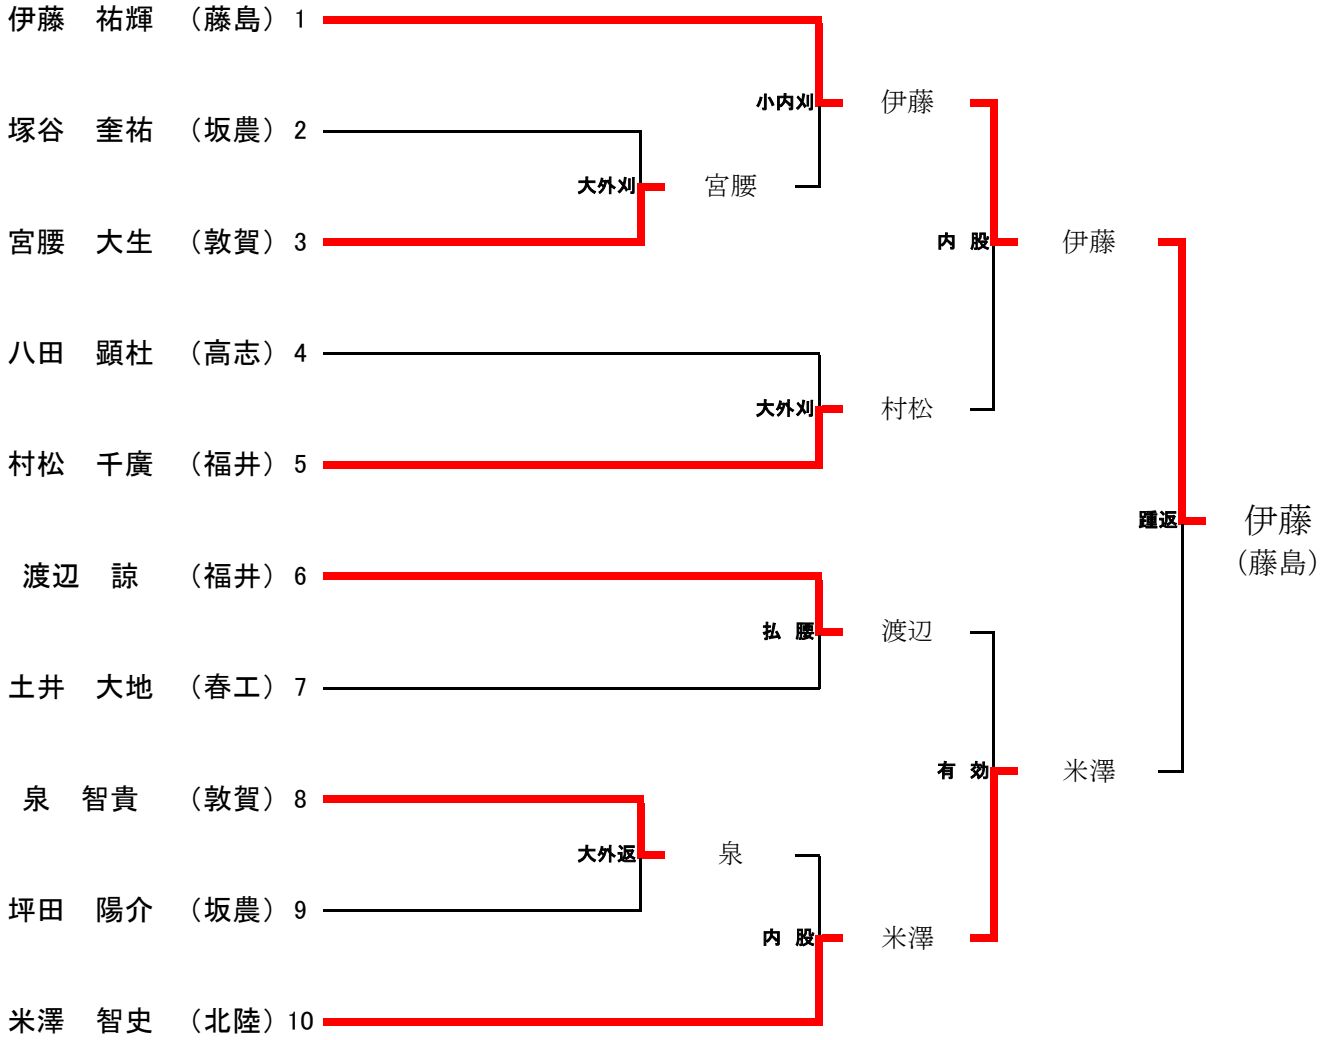 伊藤　祐輝　（藤島）1
小内刈　伊藤
塚谷　奎祐　（坂農）2
大外刈　宮腰
宮腰　大生　（敦賀）3
内　股　伊藤
八田　顕杜　（高志）4
大外刈　村松
村松　千廣　（福井）5
踵返　伊藤
（藤島）
渡辺　諒　（福井）6
払　腰　渡辺
土井　大地　（春工）7
有　効　米澤
泉　智貴　（敦賀）8
大外返　泉
坪田　陽介　（坂農）9
内　股　米澤
米澤　智史　（北陸）10